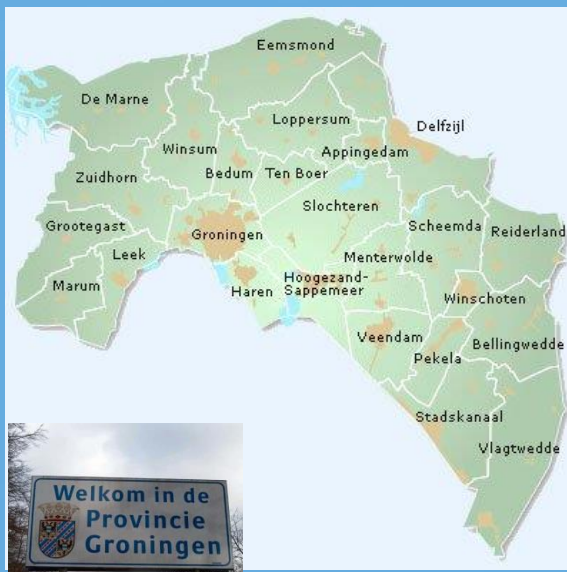 Eemsmond
De Marne
Loppersum
Delfzijl
Winsum
Appingedam
Zuidhorn
Bedum
Ten Boer
Slochteren
Grootegast
Groningen
Scheemda
Reiderland
Leek
Menterwolde
Marum
Haren
Hoogezand-
Sappemeer
Winschoten
Veendam
Pekela
Bellingwedde
Stadskanaal
Vlagtwedde
Welkom in de
Provincie
Groningen